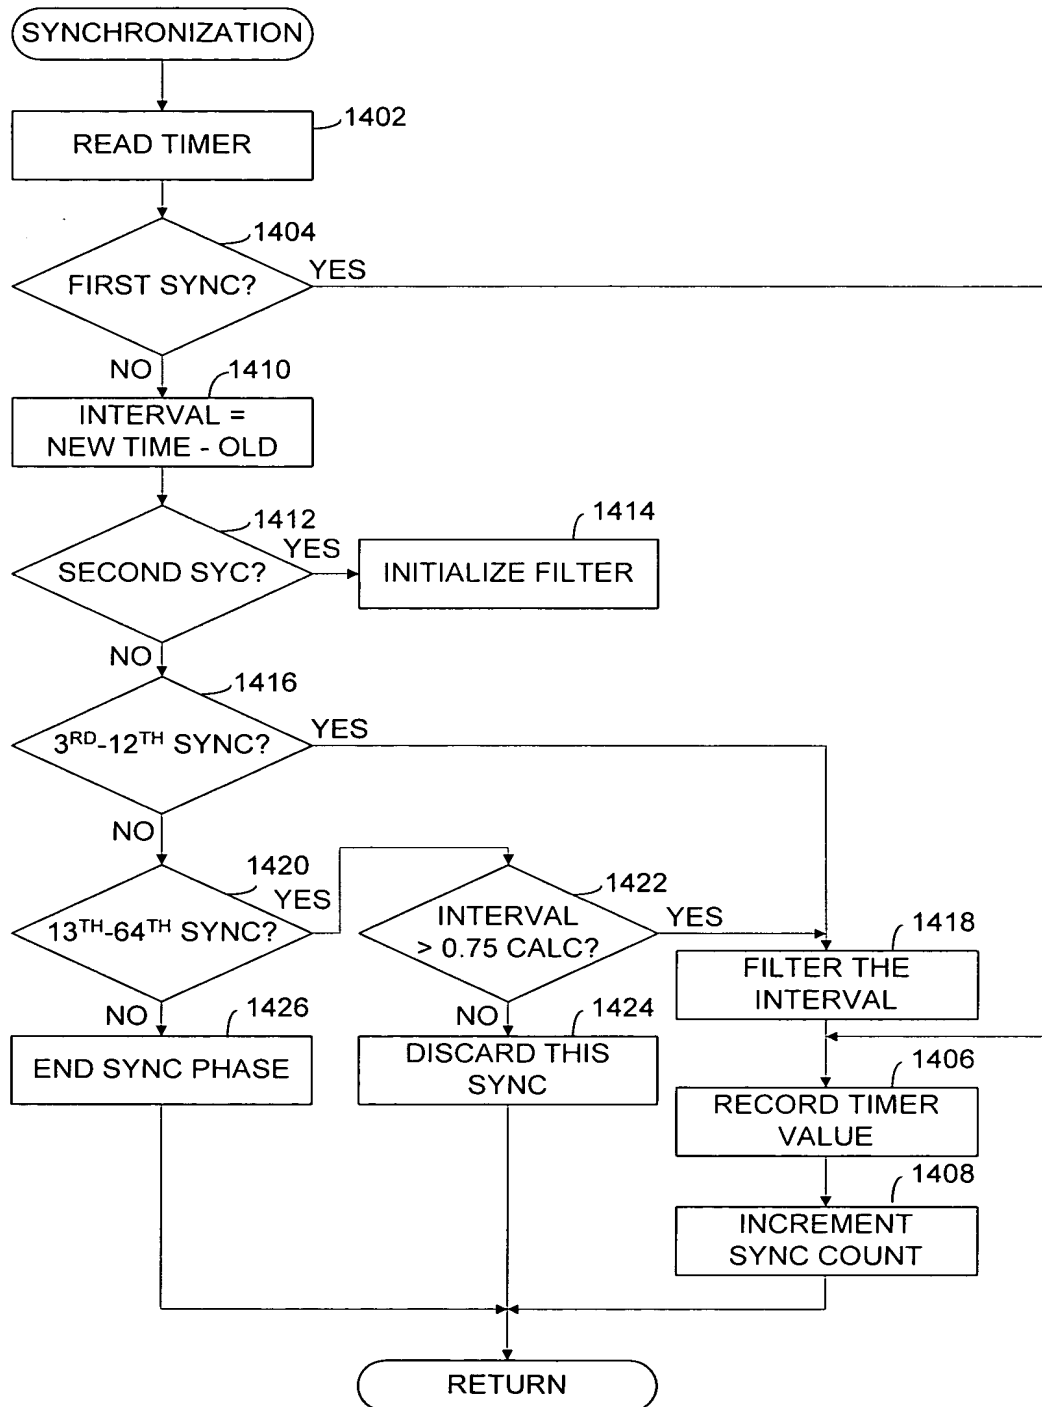 SYNCHRONIZATION
READ TIMER
1402
1404
FIRST SYNC?
YES
NO
1410
INTERVAL =
NEW TIME - OLD
1412
SECOND SYC?
YES
1414
INITIALIZE FILTER
NO
1416
3RD-12TH SYNC?
YES
NO
1420
13TH-64TH SYNC?
YES
1422
INTERVAL
> 0.75 CALC?
YES
1418
FILTER THE
INTERVAL
NO
1426
END SYNC PHASE
NO
1424
DISCARD THIS
SYNC
1406
RECORD TIMER
VALUE
1408
INCREMENT
SYNC COUNT
RETURN